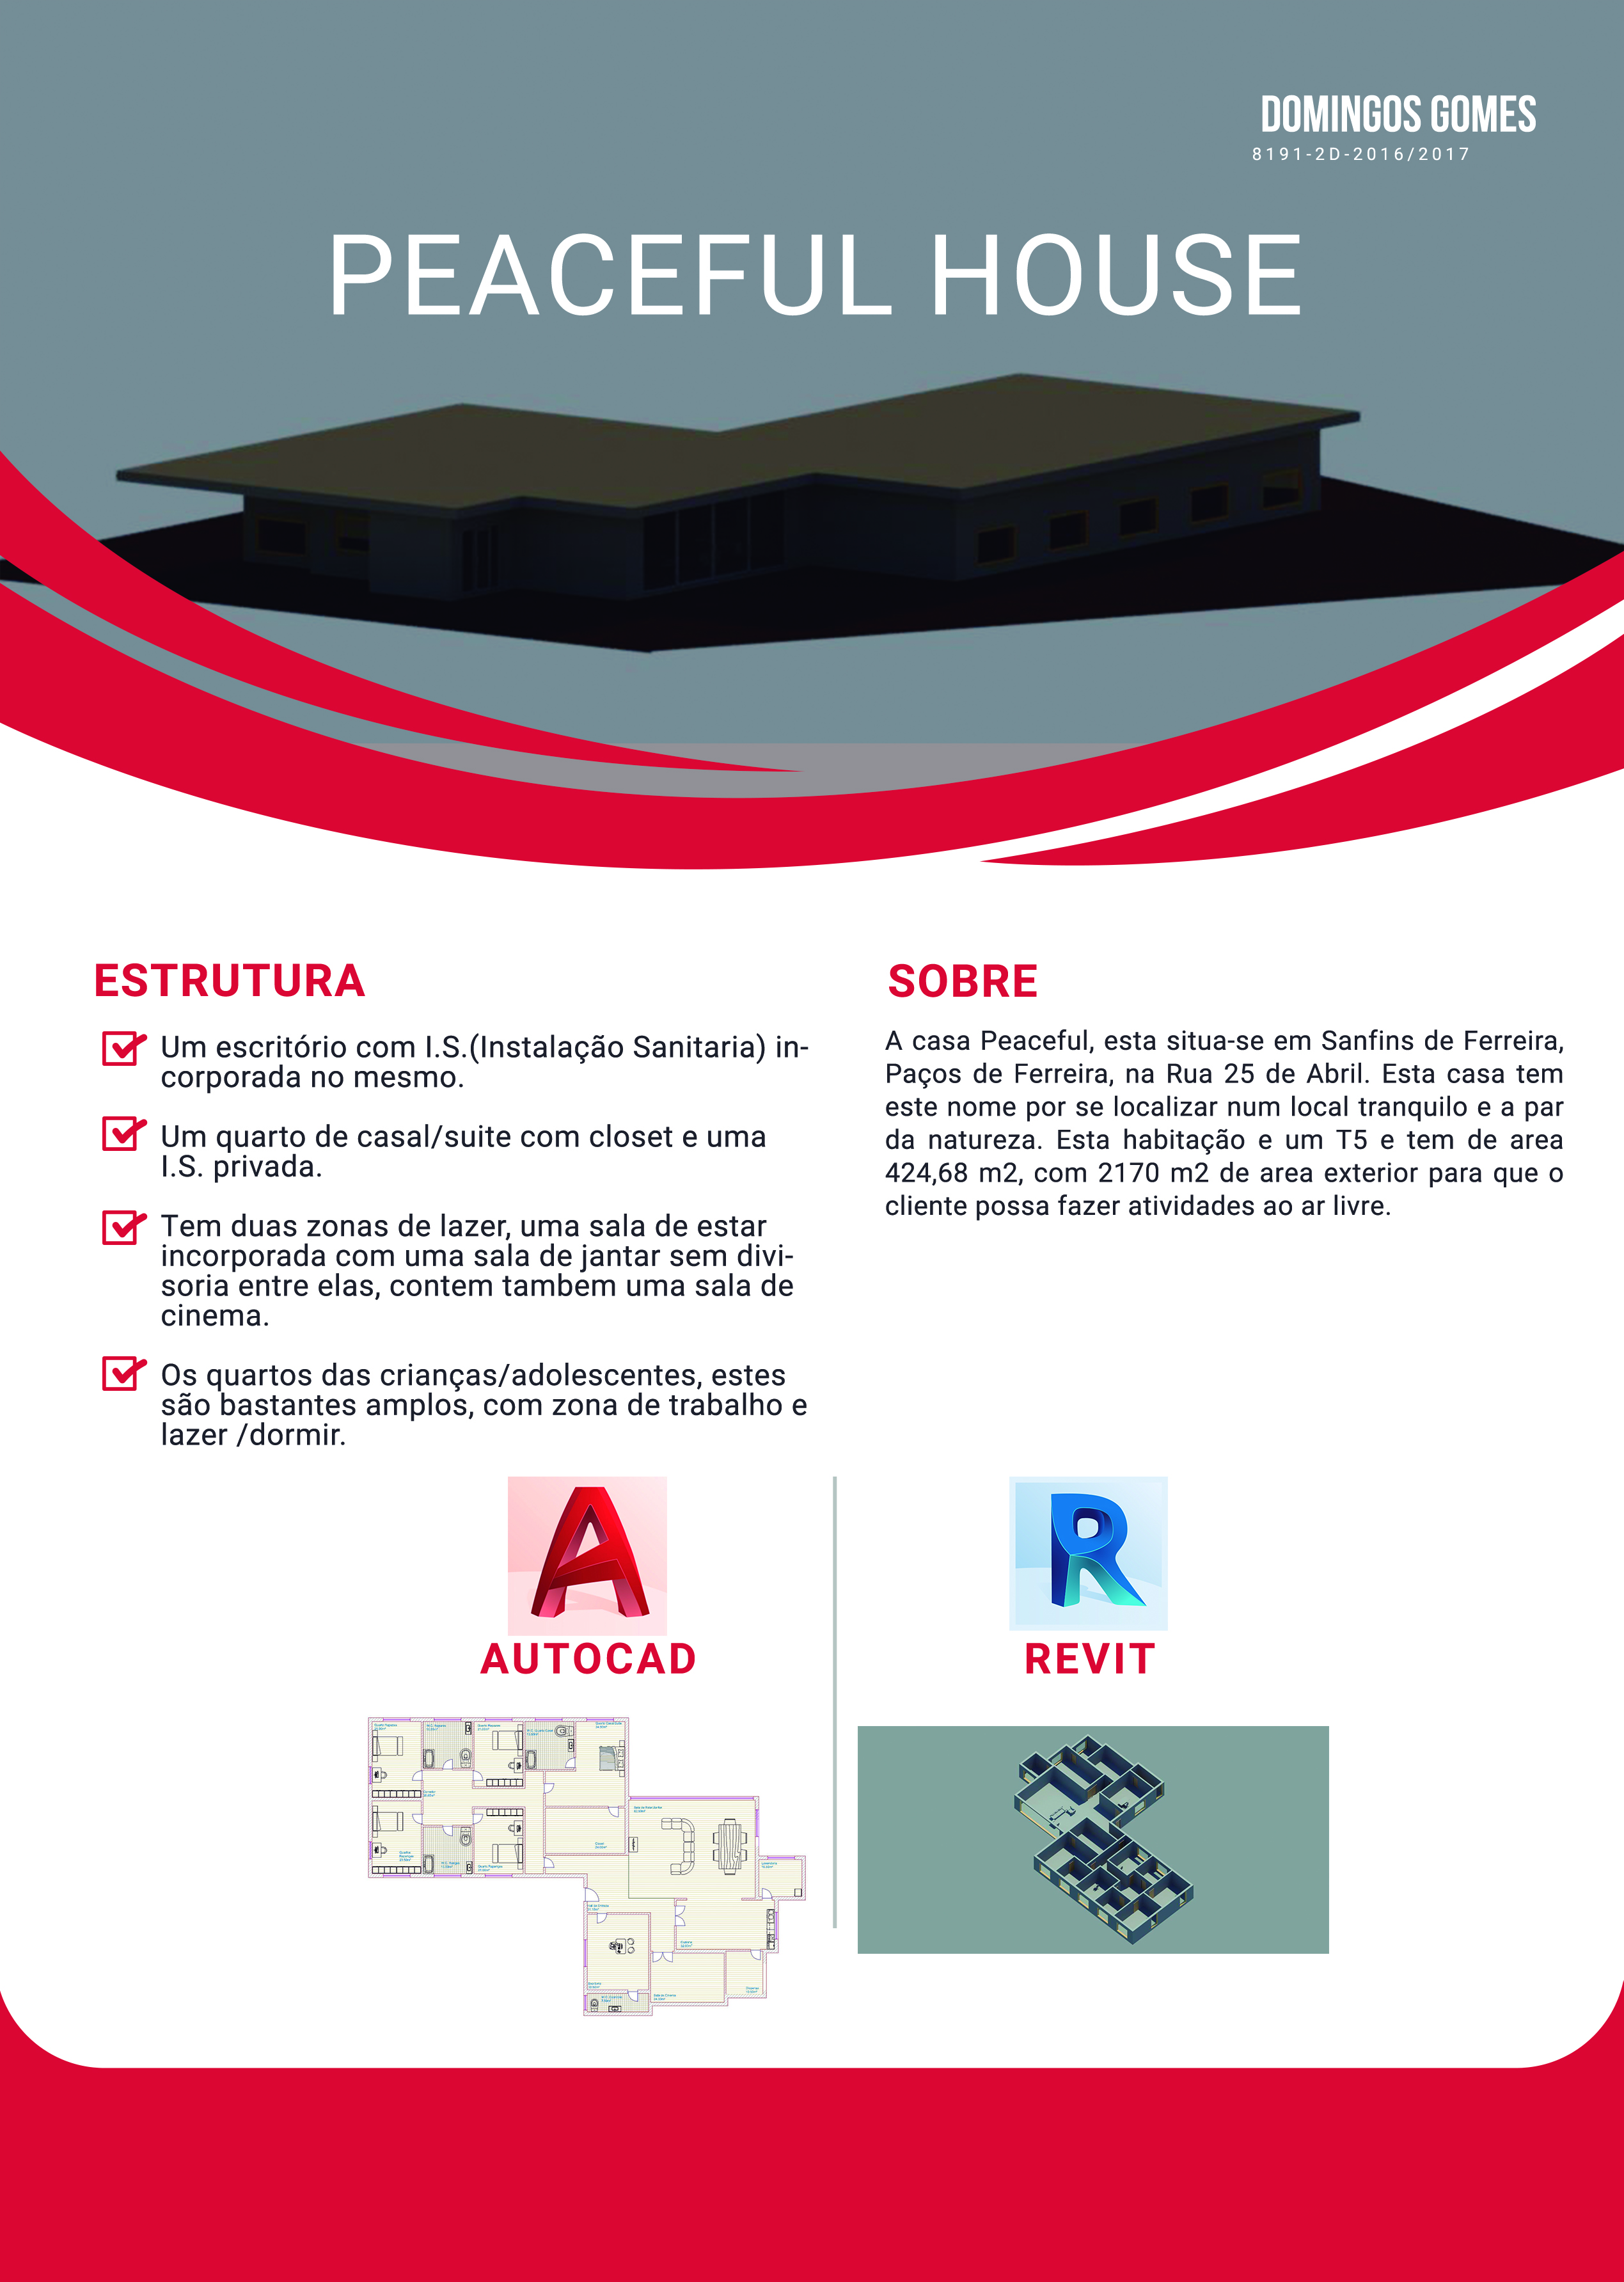 DOMINGOS GOMES
8191-2D-2016/2017
PEACEFUL HOUSE
ESTRUTURA
Um escritório com I.S.(Instalação Sanitaria) in-
corporada no mesmo.
Um quarto de casal/suite com closet e uma
I.S. privada.
Tem duas zonas de lazer, uma sala de estar
incorporada com uma sala de jantar sem divi-
soria entre elas, contem tambem uma sala de
cinema.
Os quartos das crianças/adolescentes, estes
são bastantes amplos, com zona de trabalho e
lazer /dormir.
SOBRE
A casa Peaceful, esta situa-se em Sanfins de Ferreira,
Paços de Ferreira, na Rua 25 de Abril. Esta casa tem
este nome por se localizar num local tranquilo e a par
da natureza. Esta habitação e um T5 e tem de area
424,68 m2, com 2170 m2 de area exterior para que o
cliente possa fazer atividades ao ar livre.
AUTOCAD
REVIT